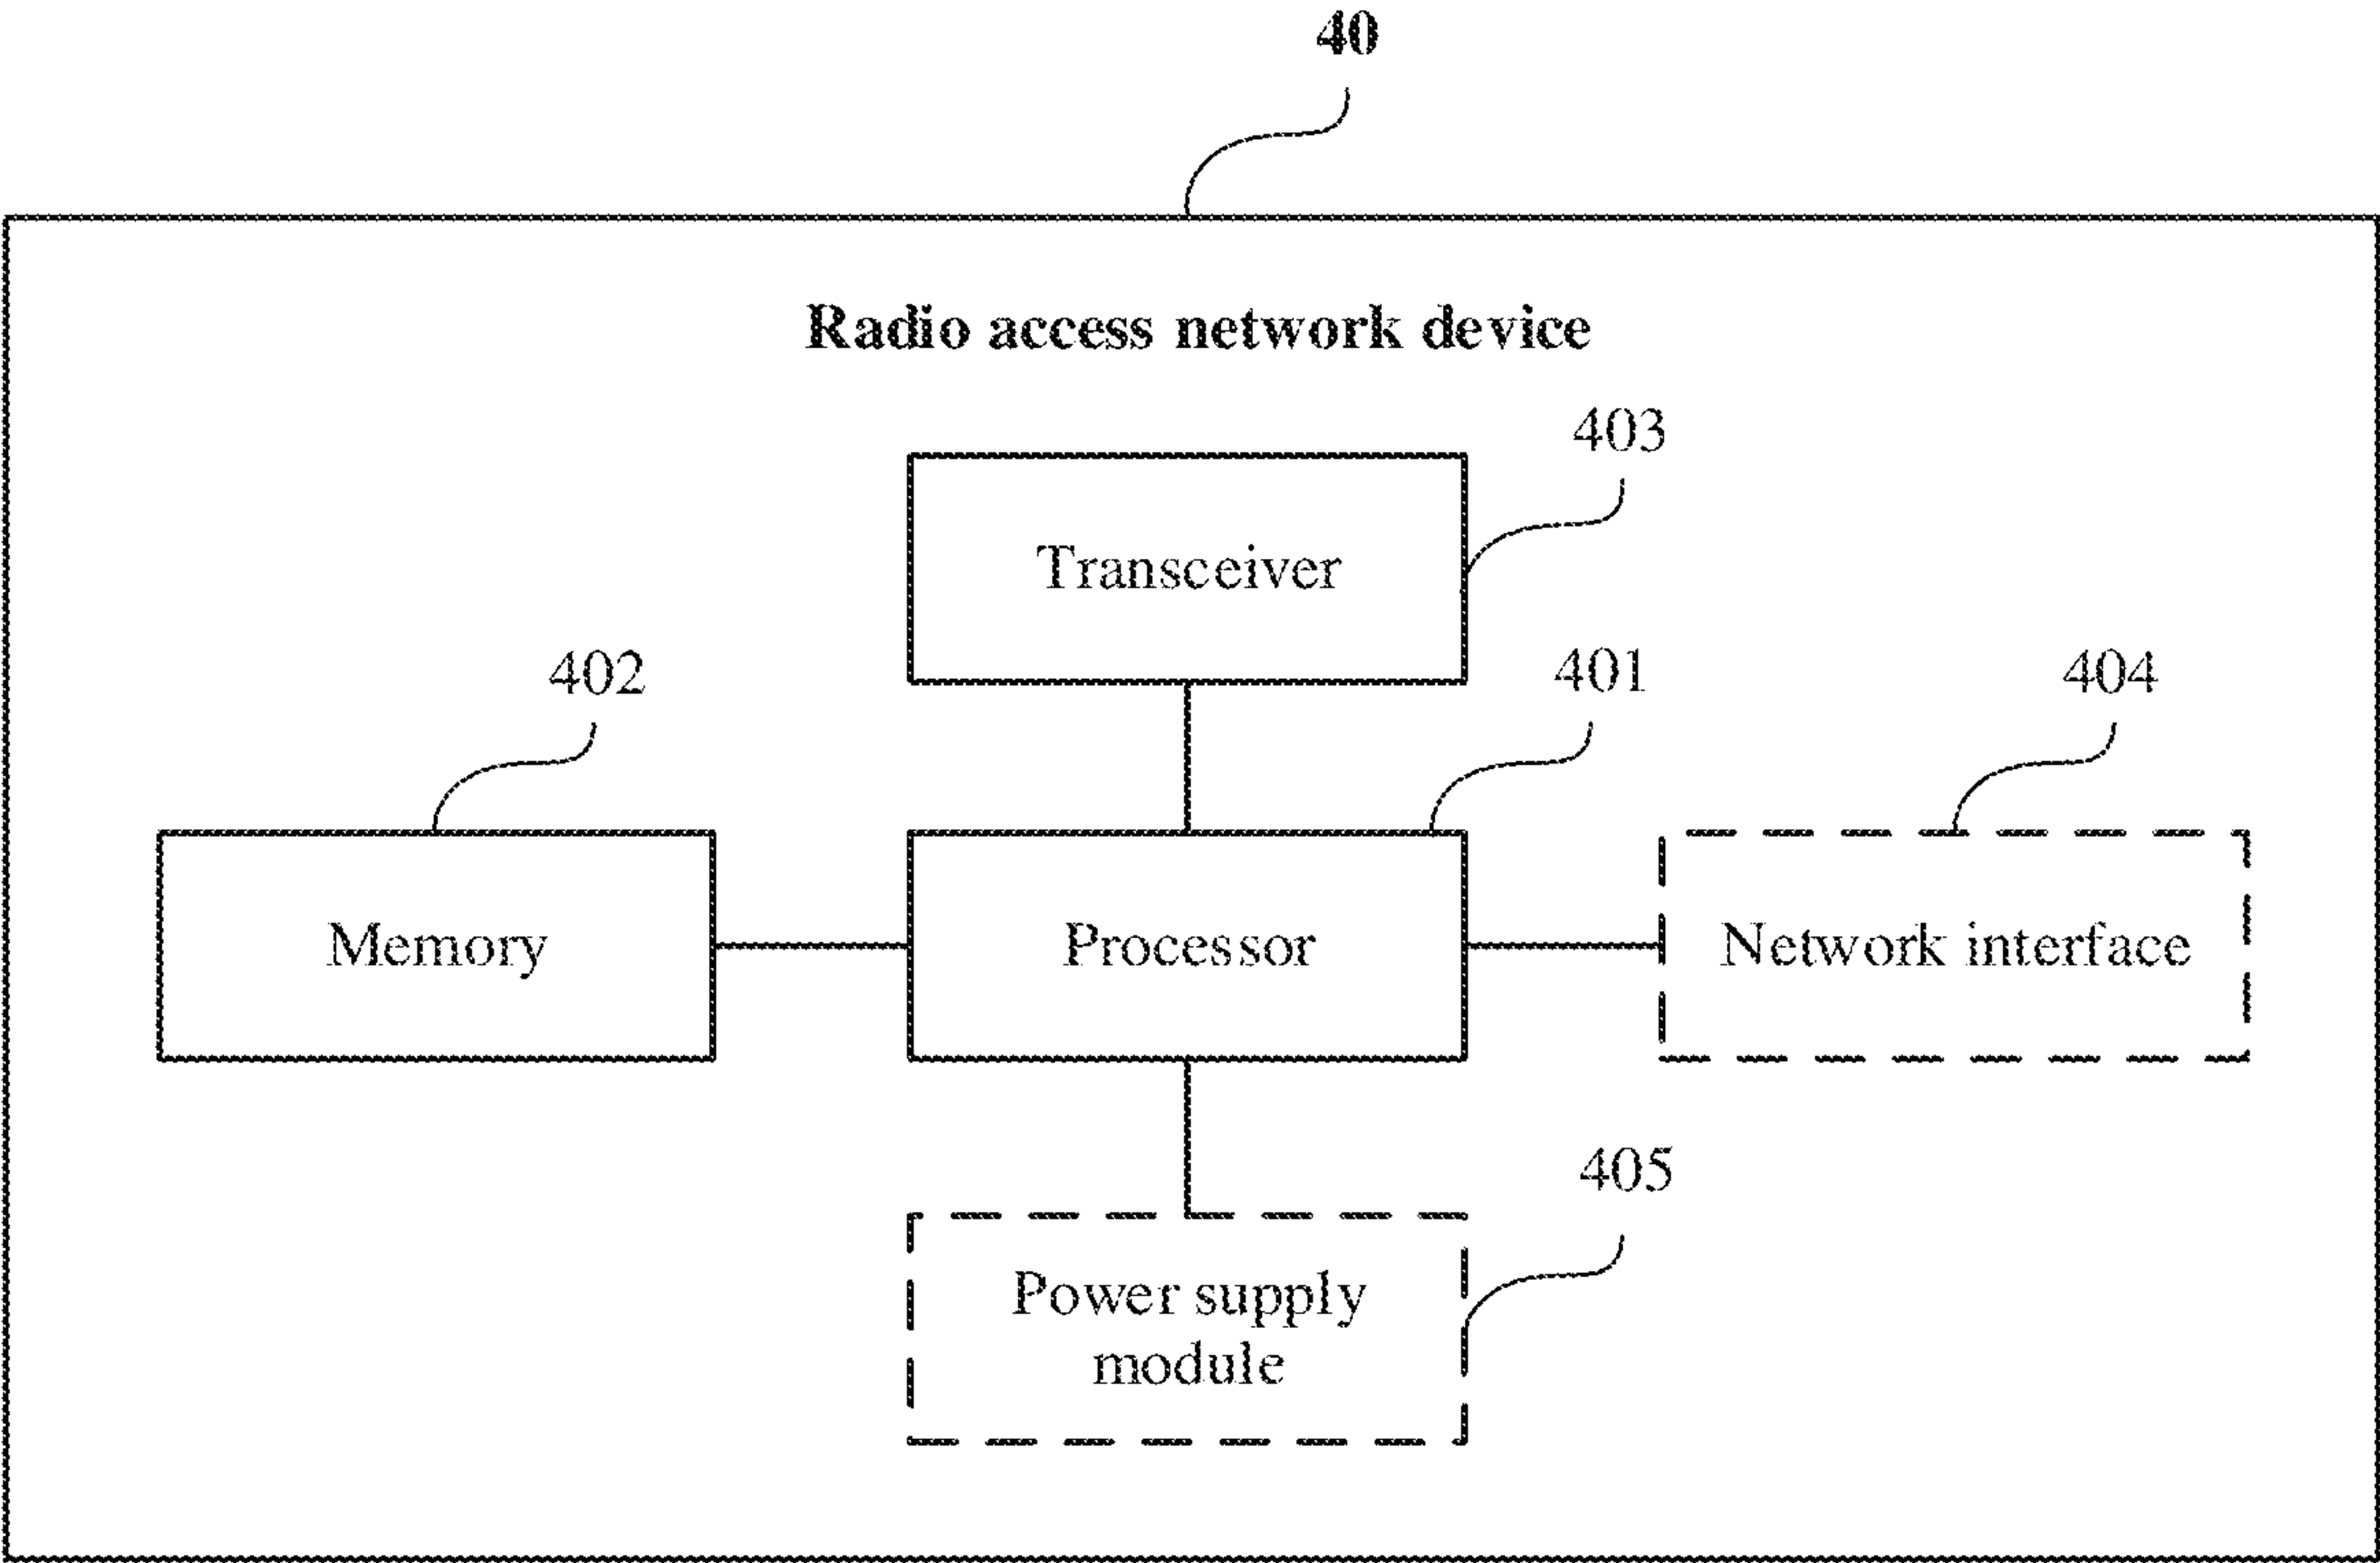 40
Radio access network device
403
Transceiver
402
401
404
Memory
Processor
Network interface
405
Power supply
module